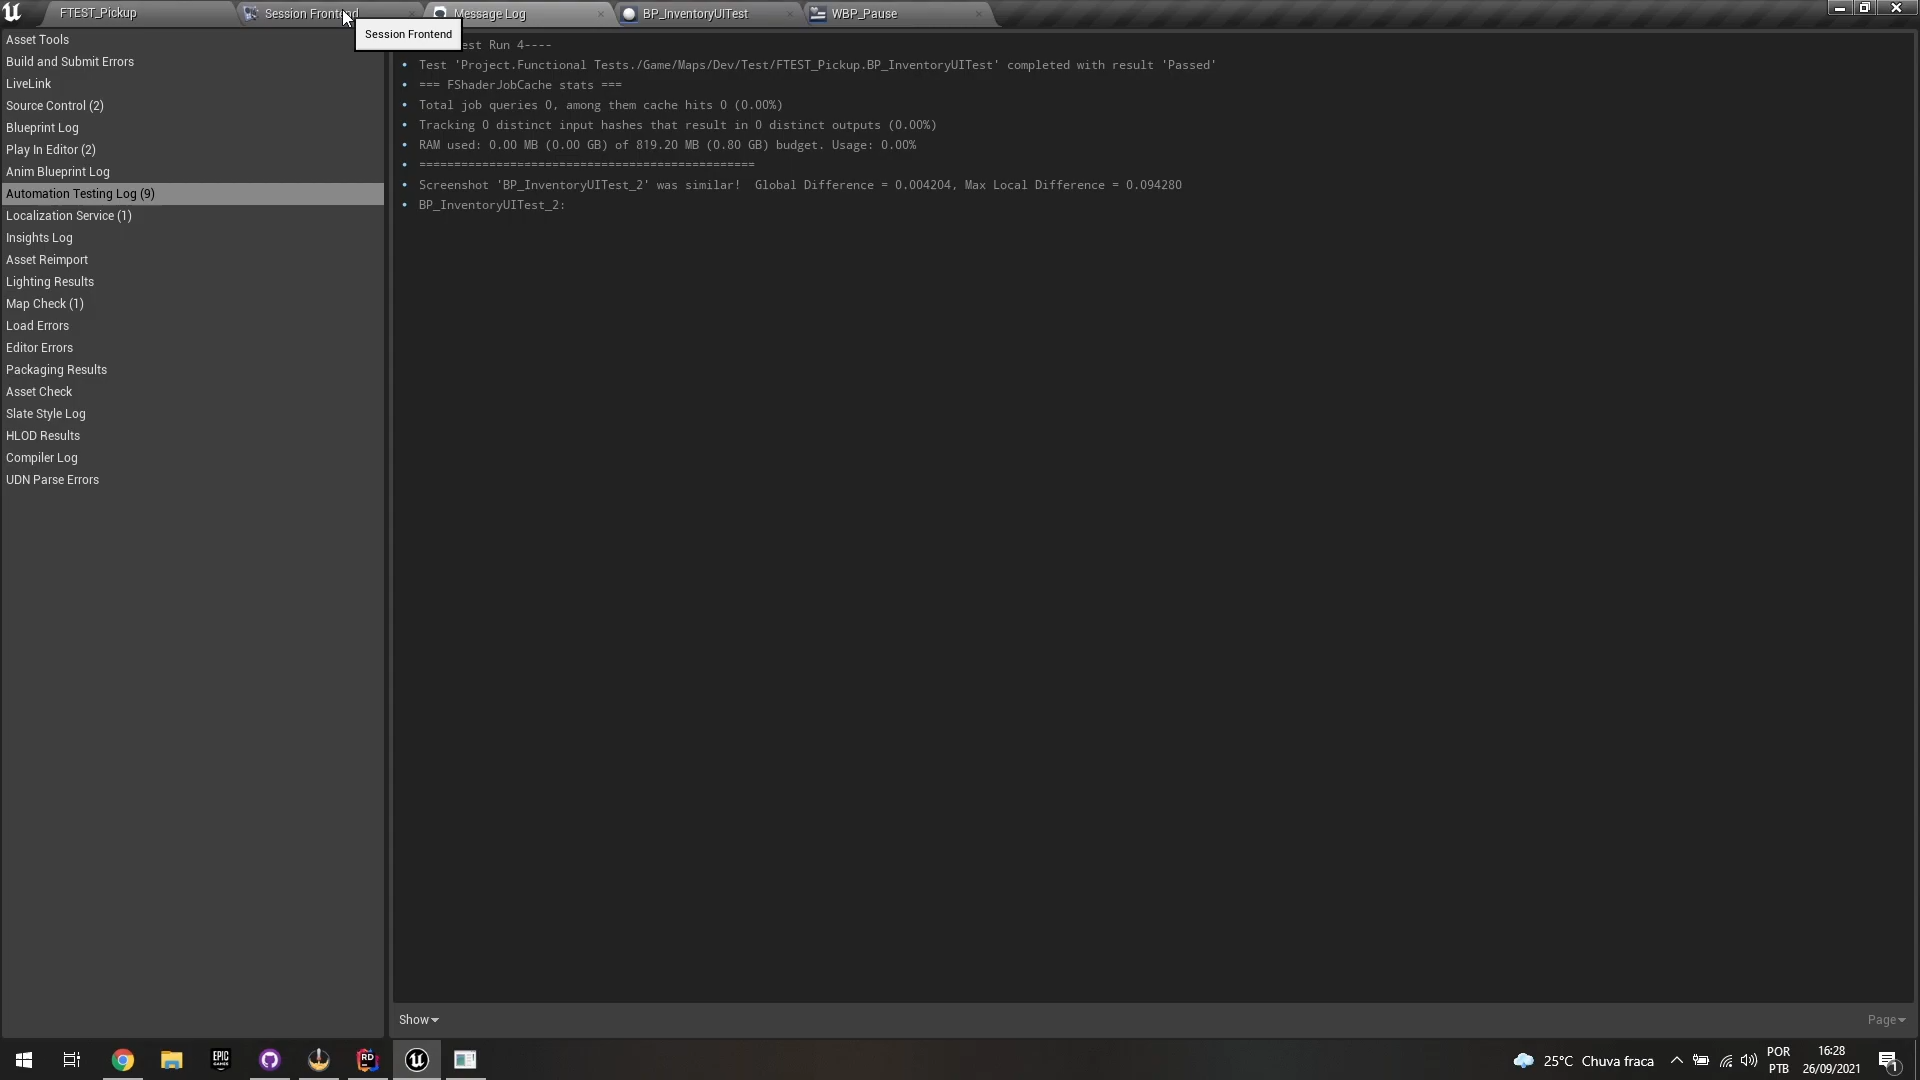 FTEST_Pickup
Session Frontend
Message Log
BP_InventoryUITest
WBP_Pause
Session Frontend
Asset Tools
Build and Submit Errors
LiveLink
Source Control (2)
Blueprint Log
Play In Editor (2)
Anim Blueprint Log
Automation Testing Log (9)
Localization Service (1)
Insights Log
Asset Reimport
Lighting Results
Map Check (1)
Load Errors
Editor Errors
Packaging Results
Asset Check
Slate Style Log
HLOD Results
Compiler Log
UDN Parse Errors
est Run 4----
Test 'Project.Functional Tests./Game/Maps/Dev/Test/FTEST_Pickup.BP_InventoryUITest' completed with result 'Passed'
=== FShaderJobCache stats ===
Total job queries 0, among them cache hits 0 (0.00%)
Tracking 0 distinct input hashes that result in 0 distinct outputs (0.00%)
RAM used: 0.00 MB (0.00 GB) of 819.20 MB (0.80 GB) budget. Usage: 0.00%
================================================
Screenshot 'BP_InventoryUITest_2' was similar!  Global Difference = 0.004204, Max Local Difference = 0.094280
BP_InventoryUITest_2:
Show
Page
EPIC GAMES
RD
25°C Chuva fraca
POR
PTB
16:28
26/09/2021
1